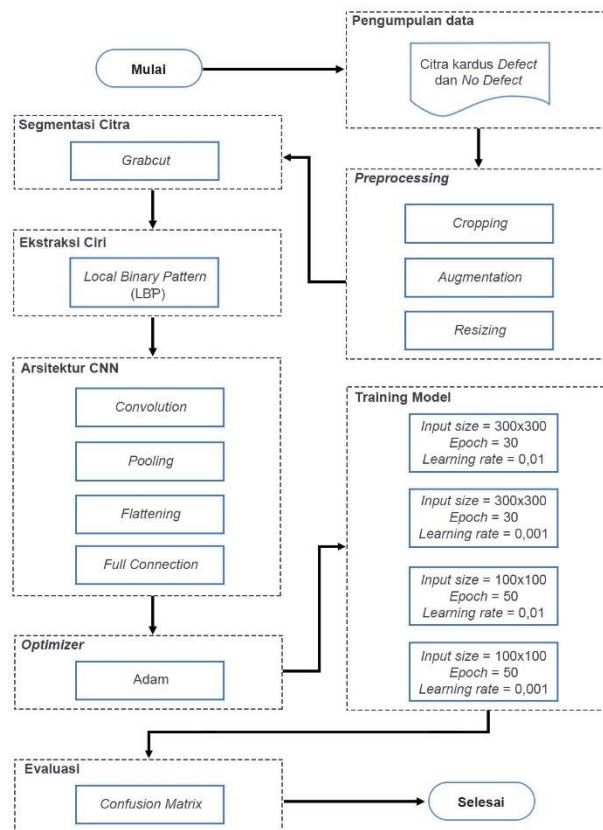 Mulai
Pengumpulan data
Citra kardus Defect
dan No Defect
Preprocessing
Cropping
Augmentation
Resizing
Segmentasi Citra
Grabcut
Ekstraksi Ciri
Local Binary Pattern
(LBP)
Arsitektur CNN
Convolution
Pooling
Flattening
Full Connection
Optimizer
Adam
Training Model
Input size = 300x300
Epoch = 30
Learning rate = 0,01
Input size = 300x300
Epoch = 30
Learning rate = 0,001
Input size = 100x100
Epoch = 50
Learning rate = 0,01
Input size = 100x100
Epoch = 50
Learning rate = 0,001
Evaluasi
Confusion Matrix
Selesai